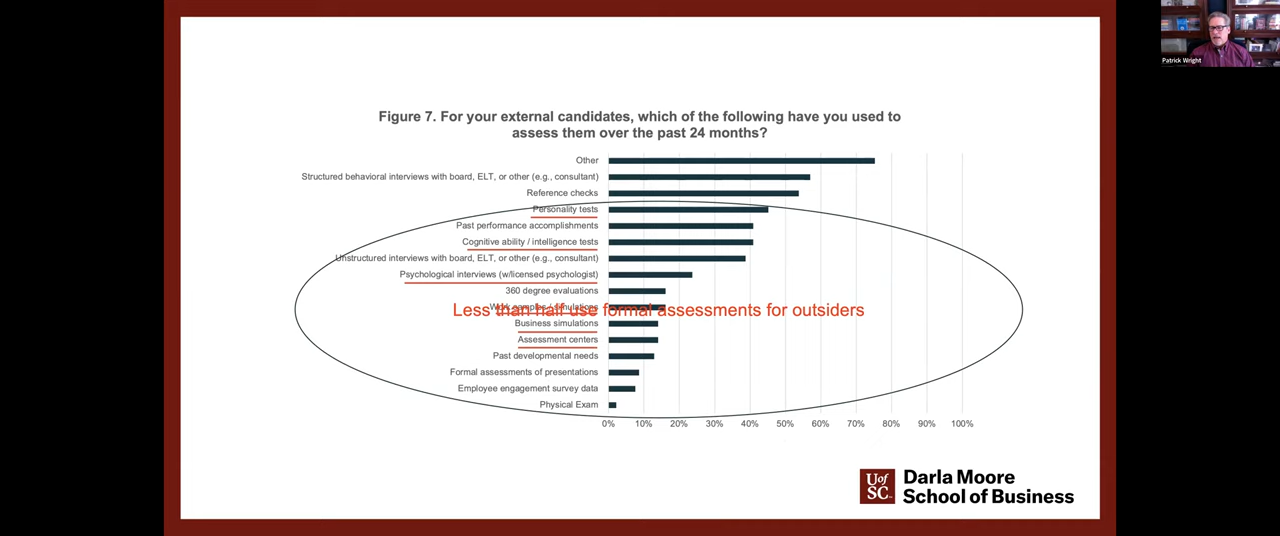 Patrick Wright
Figure 7. For your external candidates, which of the following have you used to
assess them over the past 24 months?
Other
Structured behavioral interviews with board, ELT, or other (e.g., consultant)
Reference checks
Personality tests
Past performance accomplishments
Cognitive ability / intelligence tests
Unstructured interviews with board, ELT, or other (e.g., consultant)
Psychological interviews (w/licensed psychologist)
360 degree evaluations
Work samples / simulations
Less than half use formal assessments for outsiders
Business simulations
Assessment centers
Past developmental needs
Formal assessments of presentations
Employee engagement survey data
Physical Exam
0% 10% 20% 30% 40% 50% 60% 70% 80% 90% 100%
UofSC
Darla Moore
School of Business